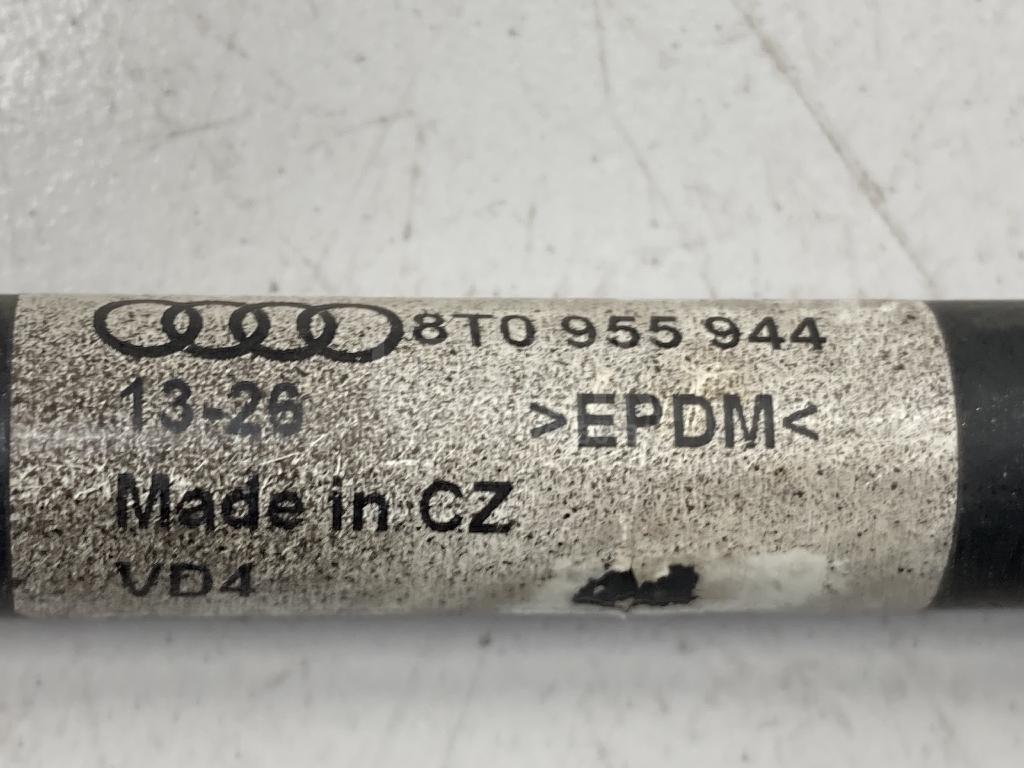 8T0 955 944
13-26 >EPDM<
Made in CZ
VD4